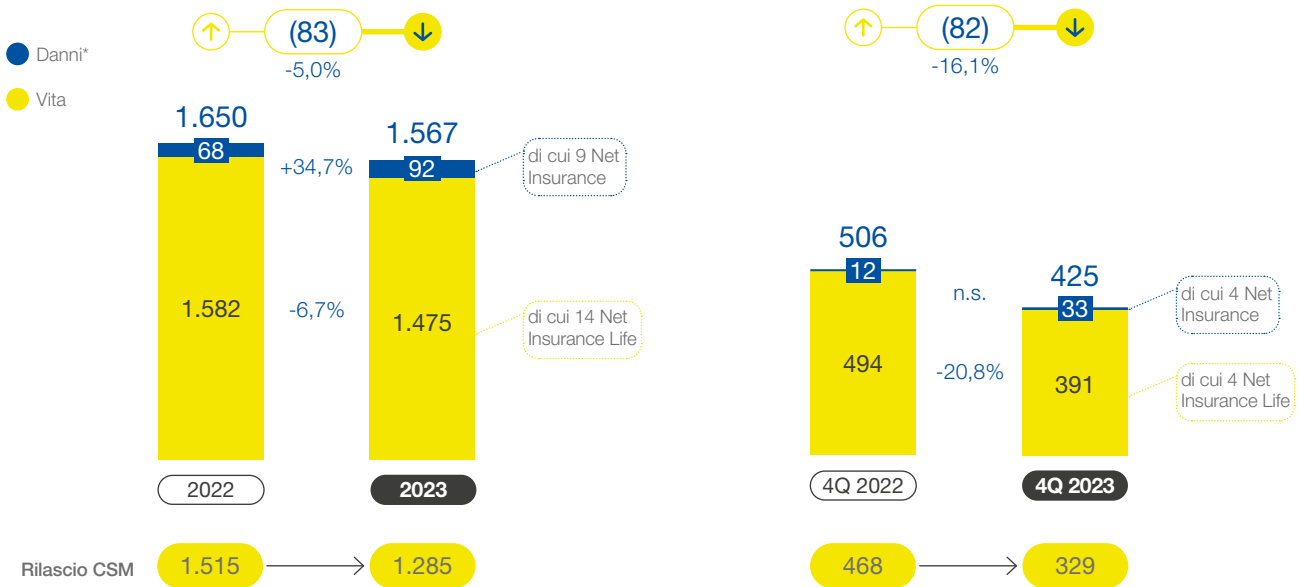 (83)
-5,0%
Danni*
Vita
1.650
68
1.582
+34,7%
-6,7%
1.567
92
1.475
di cui 9 Net
Insurance
di cui 14 Net
Insurance Life
2022
2023
Rilascio CSM
1.515
1.285
(82)
-16,1%
506
12
494
n.s.
-20,8%
425
33
391
di cui 4 Net
Insurance
di cui 4 Net
Insurance Life
4Q 2022
4Q 2023
468
329